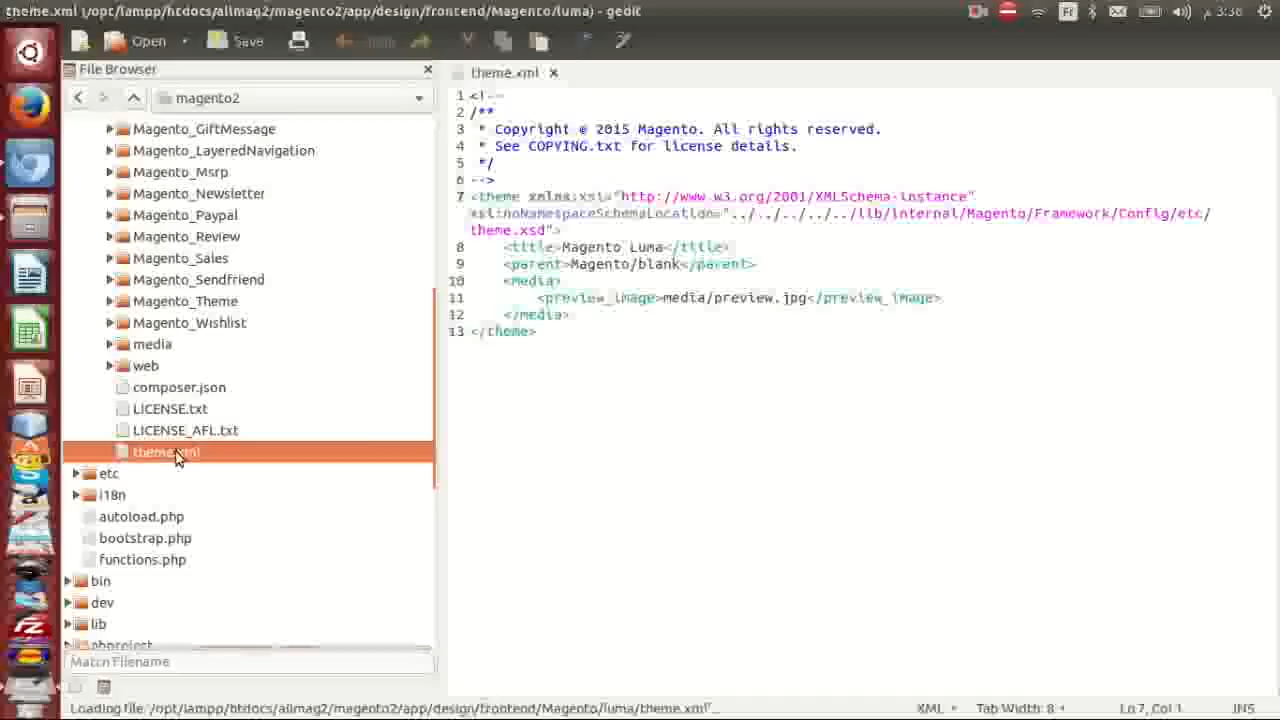 theme.xml (/opt/lampp/htdocs/allmag2/magento2/app/design/frontend/Magento/luma) - gedit
Fr 3:36
Open Save
File Browser
magento2
Magento_GiftMessage
Magento_LayeredNavigation
Magento_Msrp
Magento_Newsletter
Magento_Paypal
Magento_Review
Magento_Sales
Magento_Sendfriend
Magento_Theme
Magento_Wishlist
media
web
composer.json
LICENSE.txt
LICENSE_AFL.txt
theme.xml
etc
i18n
autoload.php
bootstrap.php
functions.php
bin
dev
lib
nbproject
Match Filename
theme.xml
1 <!--
2 /**
3 * Copyright © 2015 Magento. All rights reserved.
4 * See COPYING.txt for license details.
5 */
6 -->
7 <theme xmlns:xsi="http://www.w3.org/2001/XMLSchema-instance"
xsi:noNamespaceSchemaLocation="../../../../../lib/internal/Magento/Framework/Config/etc/
theme.xsd">
8 <title>Magento Luma</title>
9 <parent>Magento/blank</parent>
10 <media>
11 <preview_image>media/preview.jpg</preview_image>
12 </media>
13 </theme>
Loading file '/opt/lampp/htdocs/allmag2/magento2/app/design/frontend/Magento/luma/theme.xml'... XML Tab Width: 8 Ln 7, Col 1 INS